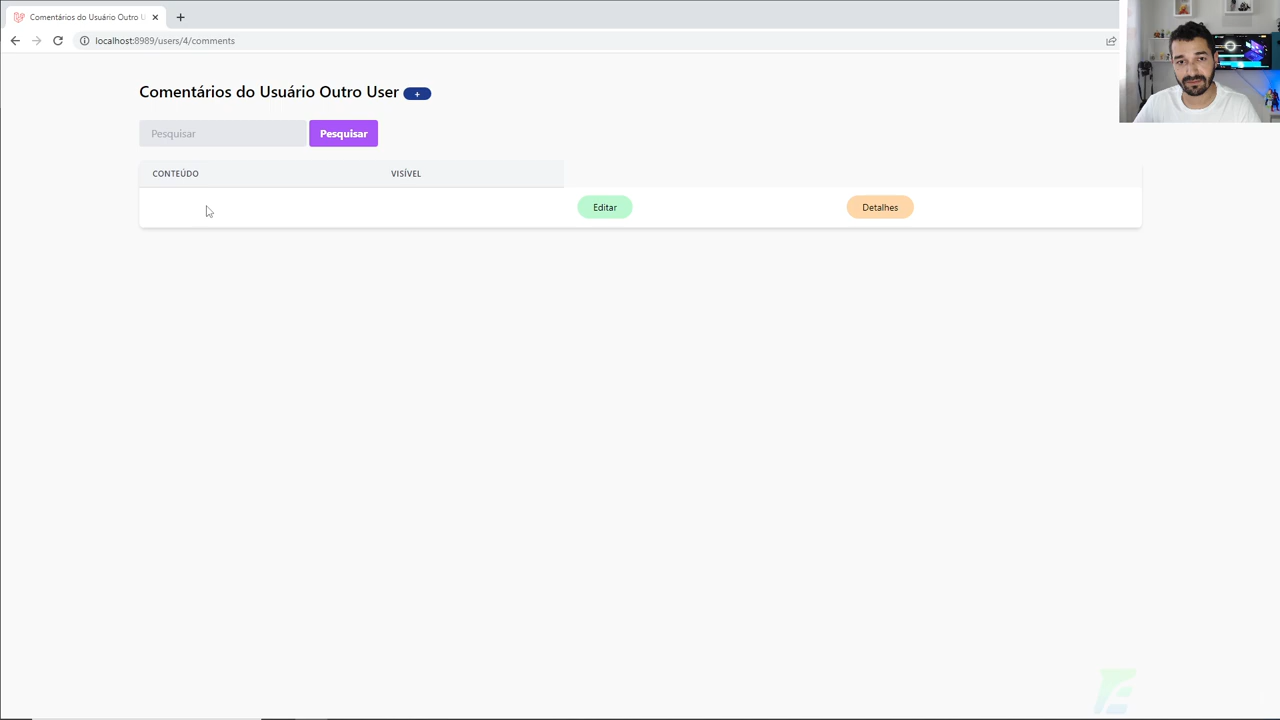 Comentários do Usuário Outro U
localhost:8989/users/4/comments
Comentários do Usuário Outro User +
Pesquisar Pesquisar
CONTEÚDO VISÍVEL
Editar Detalhes